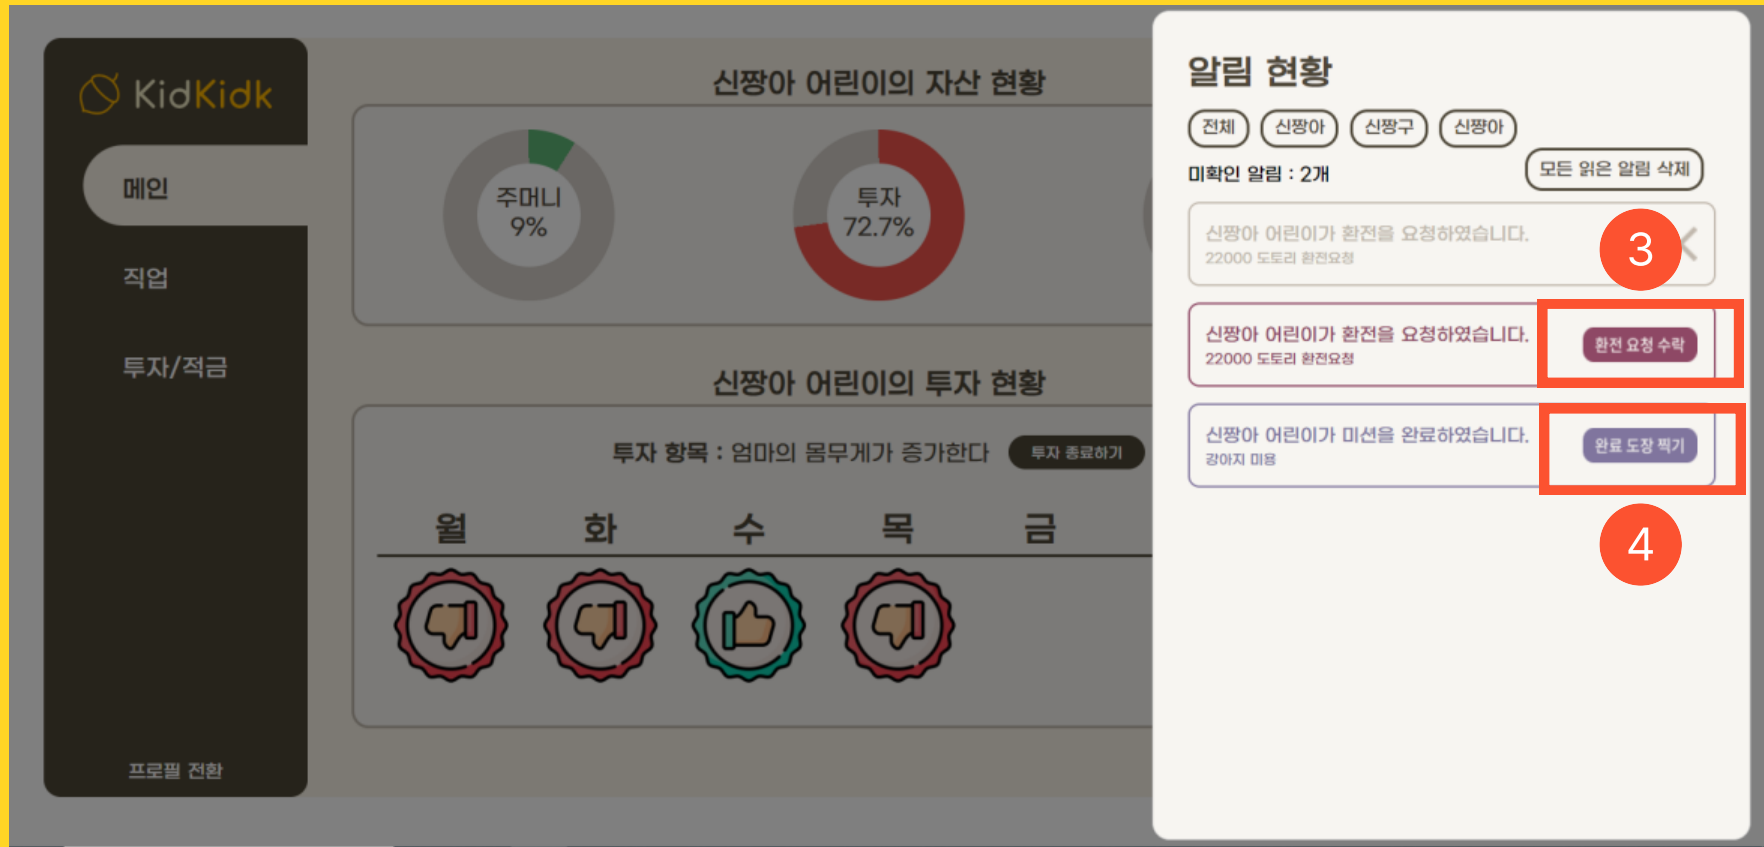 KidKidk
메인
직업
투자/적금
프로필 전환
신짱아 어린이의 자산 현황
주머니
9%
투자
72.7%
신짱아 어린이의 투자 현황
투자 항목 : 엄마의 몸무게가 증가한다
투자 종료하기
월 화 수 목 금
알림 현황
전체 신짱아 신짱구 신쨩아
미확인 알림 : 2개
모든 읽은 알림 삭제
신짱아 어린이가 환전을 요청하였습니다.
22000 도토리 환전요청
3
신짱아 어린이가 환전을 요청하였습니다.
22000 도토리 환전요청
환전 요청 수락
신짱아 어린이가 미션을 완료하였습니다.
강아지 미용
완료 도장 찍기
4